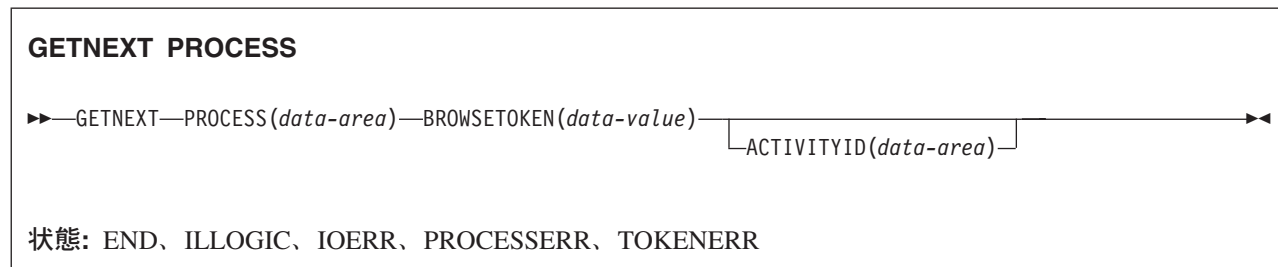 GETNEXT PROCESS
GETNEXT PROCESS(data-area) BROWSETOKEN(data-value)
ACTIVITYID(data-area)
状態: END、ILLOGIC、IOERR、PROCESSERR、TOKENERR